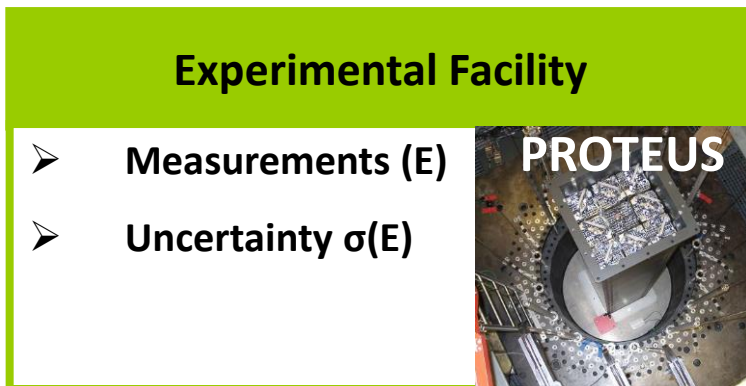 Experimental Facility
➢ Measurements (E)
PROTEUS
➢ Uncertainty σ(E)